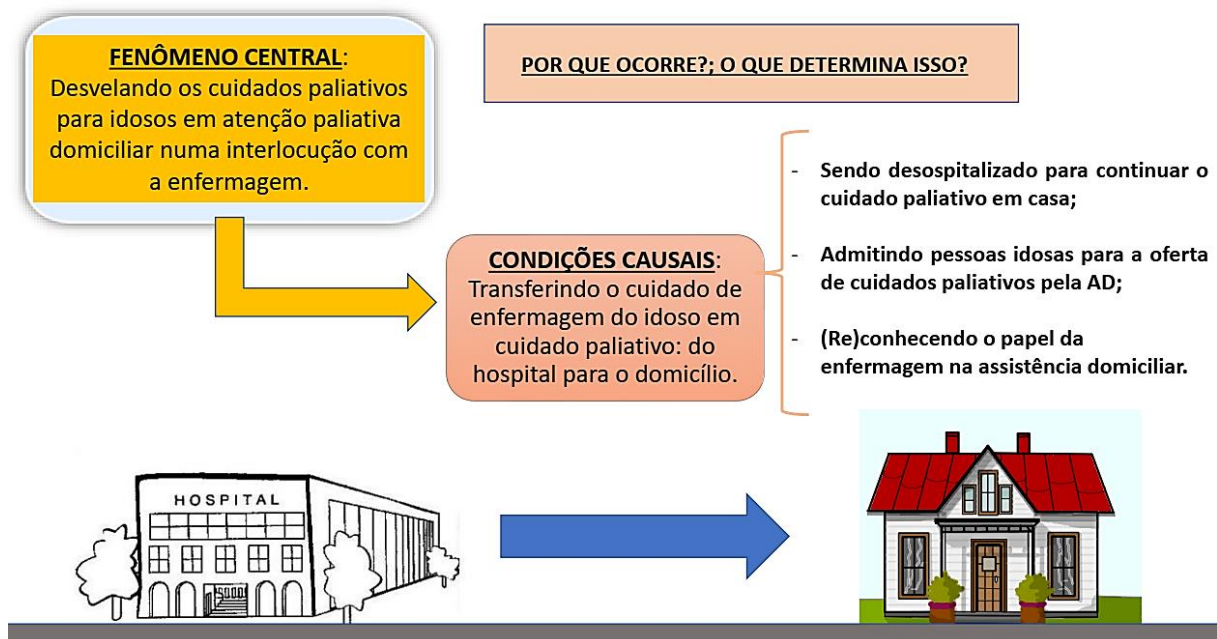 FENÔMENO CENTRAL:
Desvelando os cuidados paliativos
para idosos em atenção paliativa
domiciliar numa interlocução com
a enfermagem.
POR QUE OCORRE?; O QUE DETERMINA ISSO?
CONDIÇÕES CAUSAIS:
Transferindo o cuidado de
enfermagem do idoso em
cuidado paliativo: do
hospital para o domicílio.
- Sendo desospitalizado para continuar o
cuidado paliativo em casa;
- Admitindo pessoas idosas para a oferta
de cuidados paliativos pela AD;
- (Re)conhecendo o papel da
enfermagem na assistência domiciliar.
HOSPITAL